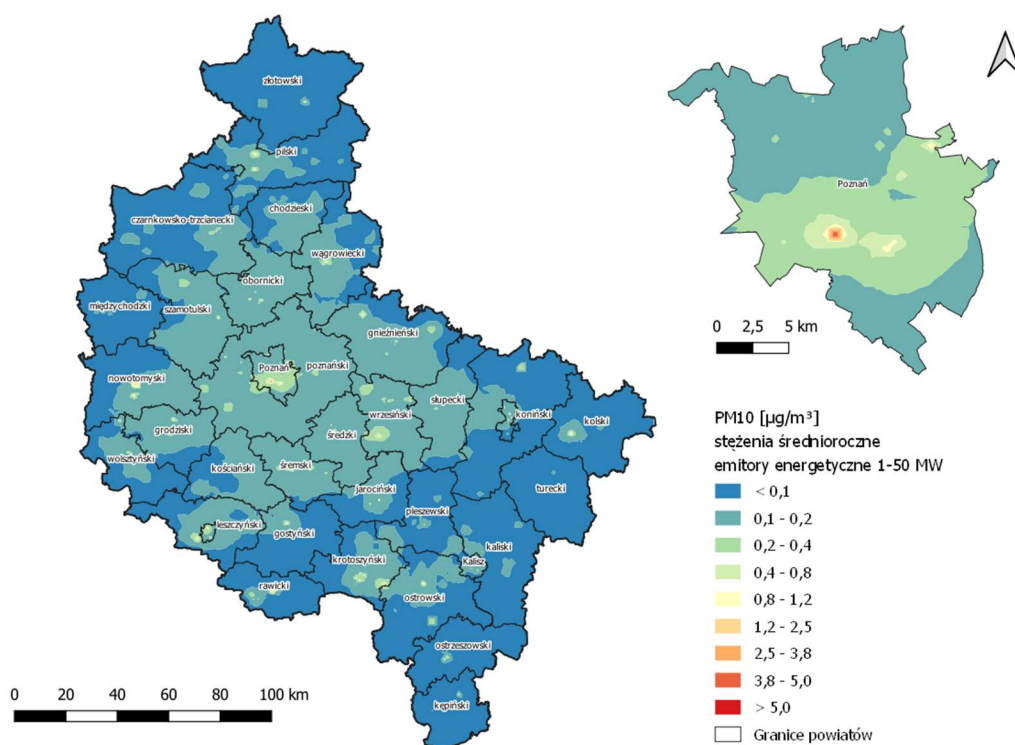 złotowski
pilski
chodzieski
czarnkowsko-trzcianecki
wągrowiecki
obornicki
międzychodzki
szamotulski
gnieźnieński
Poznań
poznański
nowotomyski
słupecki
wrzesiński
koniński
kolski
grodziski
średzki
wolsztyński
kościański
śremski
jarociński
turecki
pleszewski
leszczyński
gostyński
kaliski
krotoszyński
Kalisz
rawicki
ostrowski
ostrzeszowski
kępiński
0 20 40 60 80 100 km
Poznań
0 2,5 5 km
PM10 [µg/m³]
stężenia średnioroczne
emitory energetyczne 1-50 MW
< 0,1
0,1 - 0,2
0,2 - 0,4
0,4 - 0,8
0,8 - 1,2
1,2 - 2,5
2,5 - 3,8
3,8 - 5,0
> 5,0
Granice powiatów